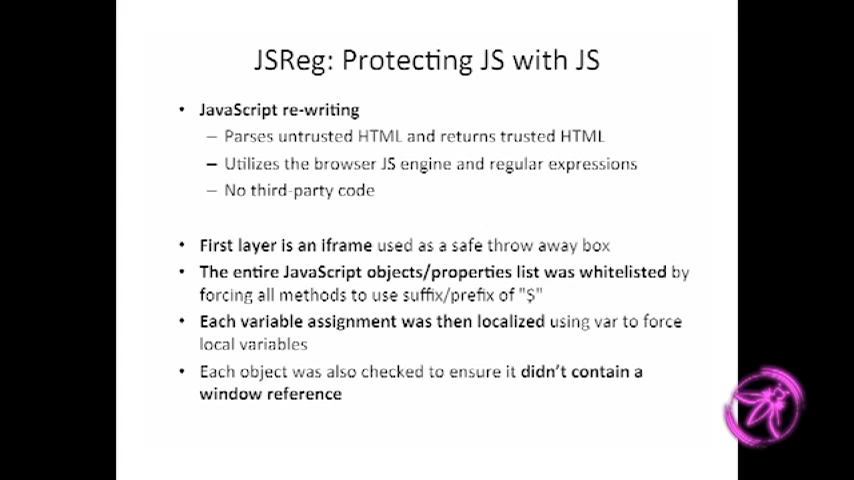 JSReg: Protecting JS with JS
• JavaScript re-writing
– Parses untrusted HTML and returns trusted HTML
– Utilizes the browser JS engine and regular expressions
– No third-party code
• First layer is an iframe used as a safe throw away box
• The entire JavaScript objects/properties list was whitelisted by
forcing all methods to use suffix/prefix of "$"
• Each variable assignment was then localized using var to force
local variables
• Each object was also checked to ensure it didn't contain a
window reference